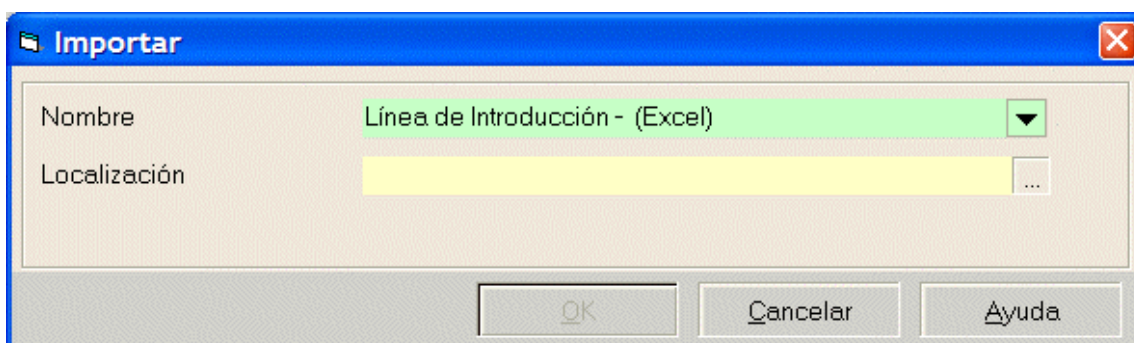 Importar
Nombre Línea de Introducción - (Excel)
Localización ...
OK Cancelar Ayuda